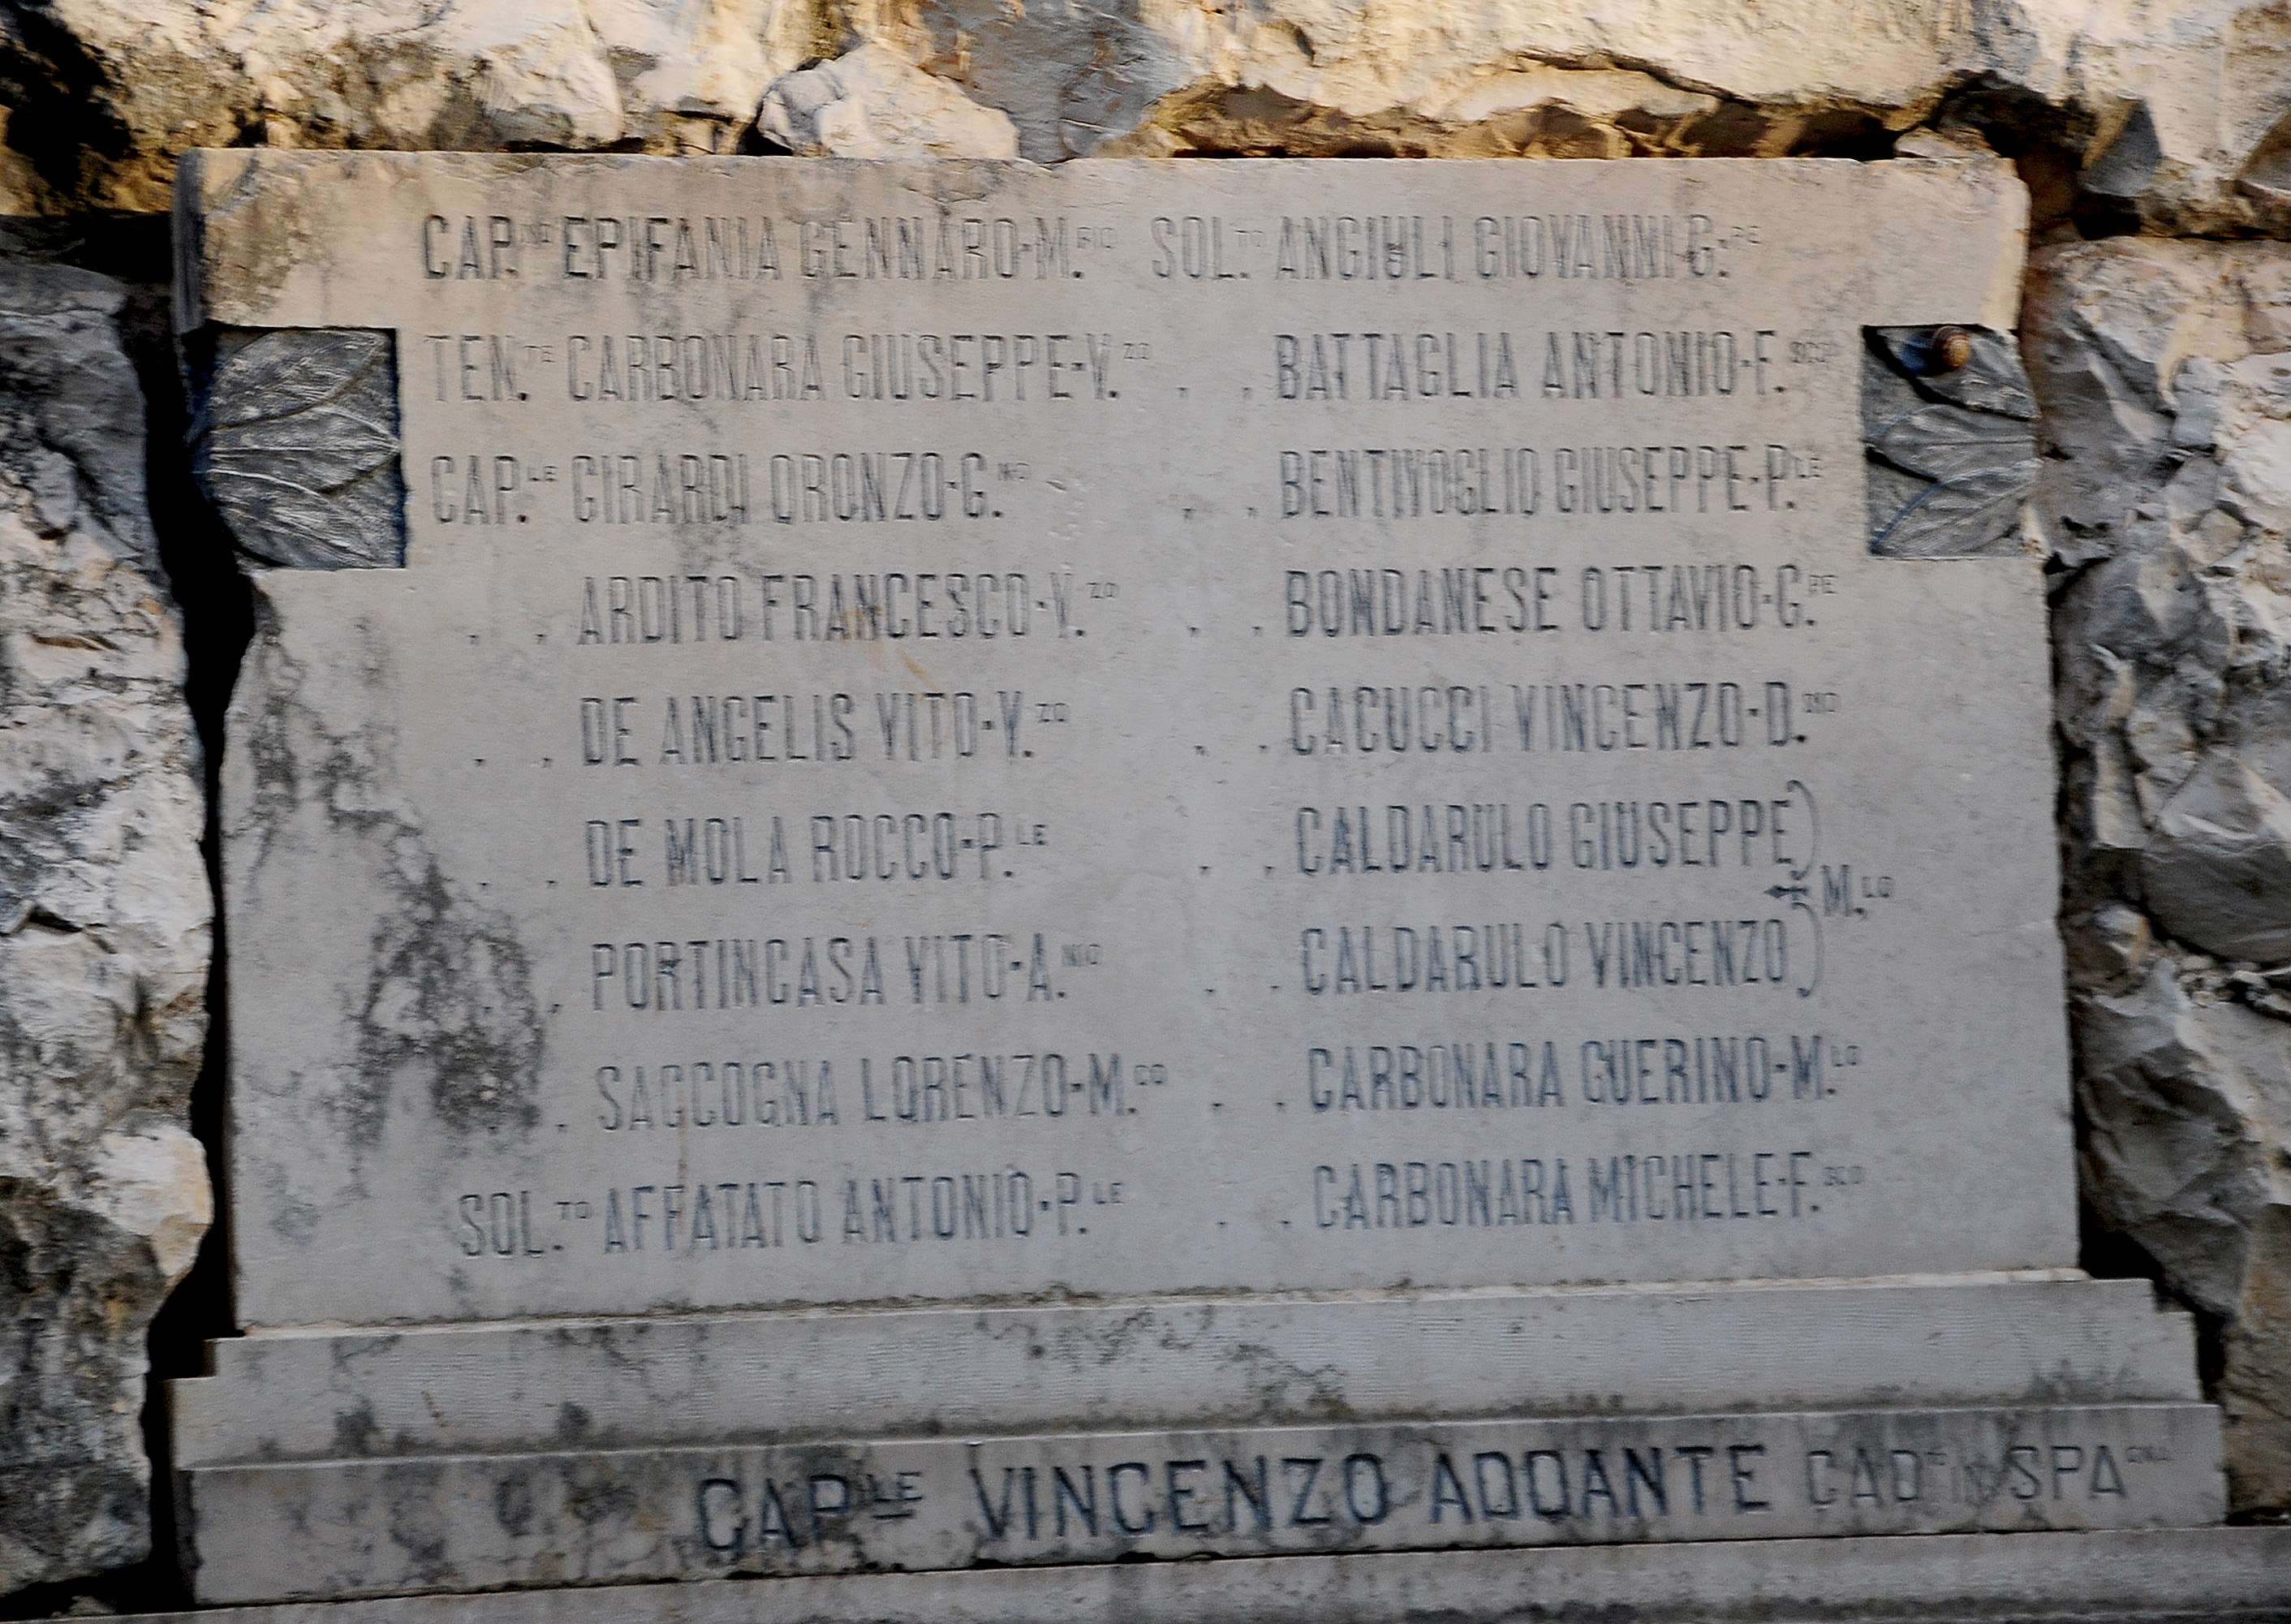 CAP.NO EPIFANIA GENNARO-M.RIO
TEN.TE CARBONARA GIUSEPPE-V.ZO
CAP.LE GIRARDI ORONZO-G.NO
" " ARDITO FRANCESCO-V.ZO
" " DE ANGELIS VITO-V.ZO
" " DE MOLA ROCCO-P.LE
" " PORTINCASA VITO-A.NIO
" SACCOGNA LORENZO-M.CO
SOL.TO AFFATATO ANTONIO-P.LE
SOL.TO ANGIULI GIOVANNI-G.PE
" " BATTAGLIA ANTONIO-F.SCO
" " BENTIVOGLIO GIUSEPPE-P.LE
" " BONDANESE OTTAVIO-G.PE
" " CACUCCI VINCENZO-D.CO
" " CALDARULO GIUSEPPE
M.LO
" " CALDARULO VINCENZO
" " CARBONARA GUERINO-M.LO
" " CARBONARA MICHELE-F.SCO
CAP.LE VINCENZO ADDANTE CAD. IN SPAGNA